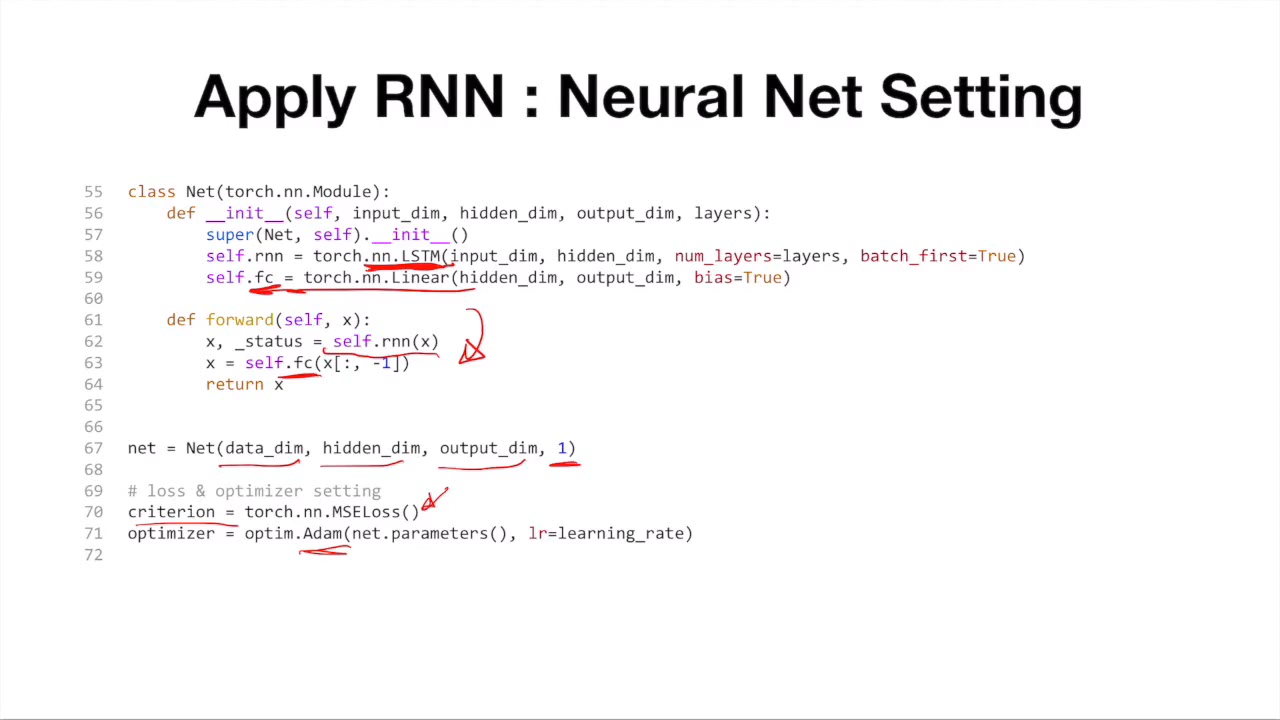 Apply RNN : Neural Net Setting
55 class Net(torch.nn.Module):
56     def __init__(self, input_dim, hidden_dim, output_dim, layers):
57         super(Net, self).__init__()
58         self.rnn = torch.nn.LSTM(input_dim, hidden_dim, num_layers=layers, batch_first=True)
59         self.fc = torch.nn.Linear(hidden_dim, output_dim, bias=True)
60
61     def forward(self, x):
62         x, _status = self.rnn(x)
63         x = self.fc(x[:, -1])
64         return x
65
66
67 net = Net(data_dim, hidden_dim, output_dim, 1)
68
69 # loss & optimizer setting
70 criterion = torch.nn.MSELoss()
71 optimizer = optim.Adam(net.parameters(), lr=learning_rate)
72